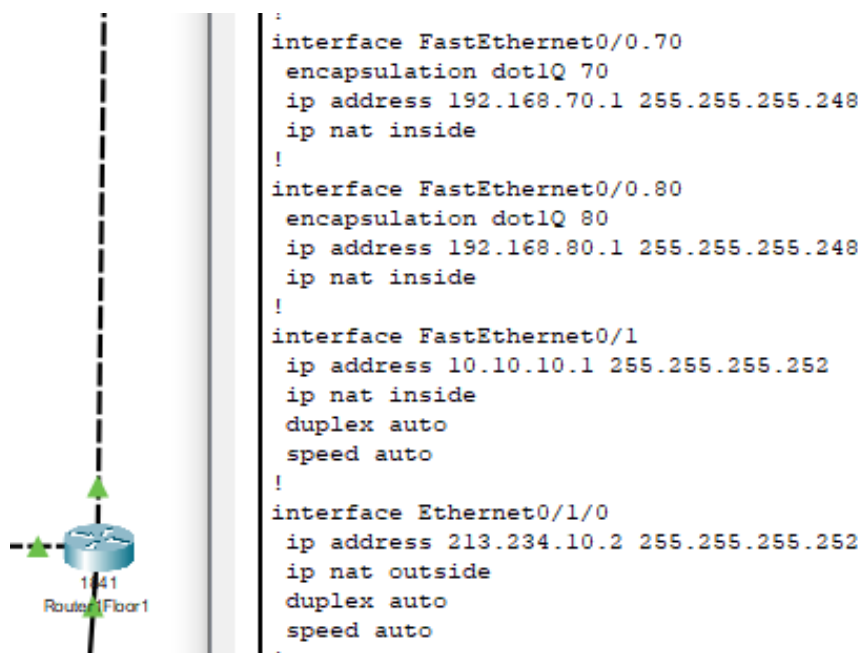 !
interface FastEthernet0/0.70
 encapsulation dot1Q 70
 ip address 192.168.70.1 255.255.255.248
 ip nat inside
!
interface FastEthernet0/0.80
 encapsulation dot1Q 80
 ip address 192.168.80.1 255.255.255.248
 ip nat inside
!
interface FastEthernet0/1
 ip address 10.10.10.1 255.255.255.252
 ip nat inside
 duplex auto
 speed auto
!
interface Ethernet0/1/0
 ip address 213.234.10.2 255.255.255.252
 ip nat outside
 duplex auto
 speed auto
1841
Router1Floor1